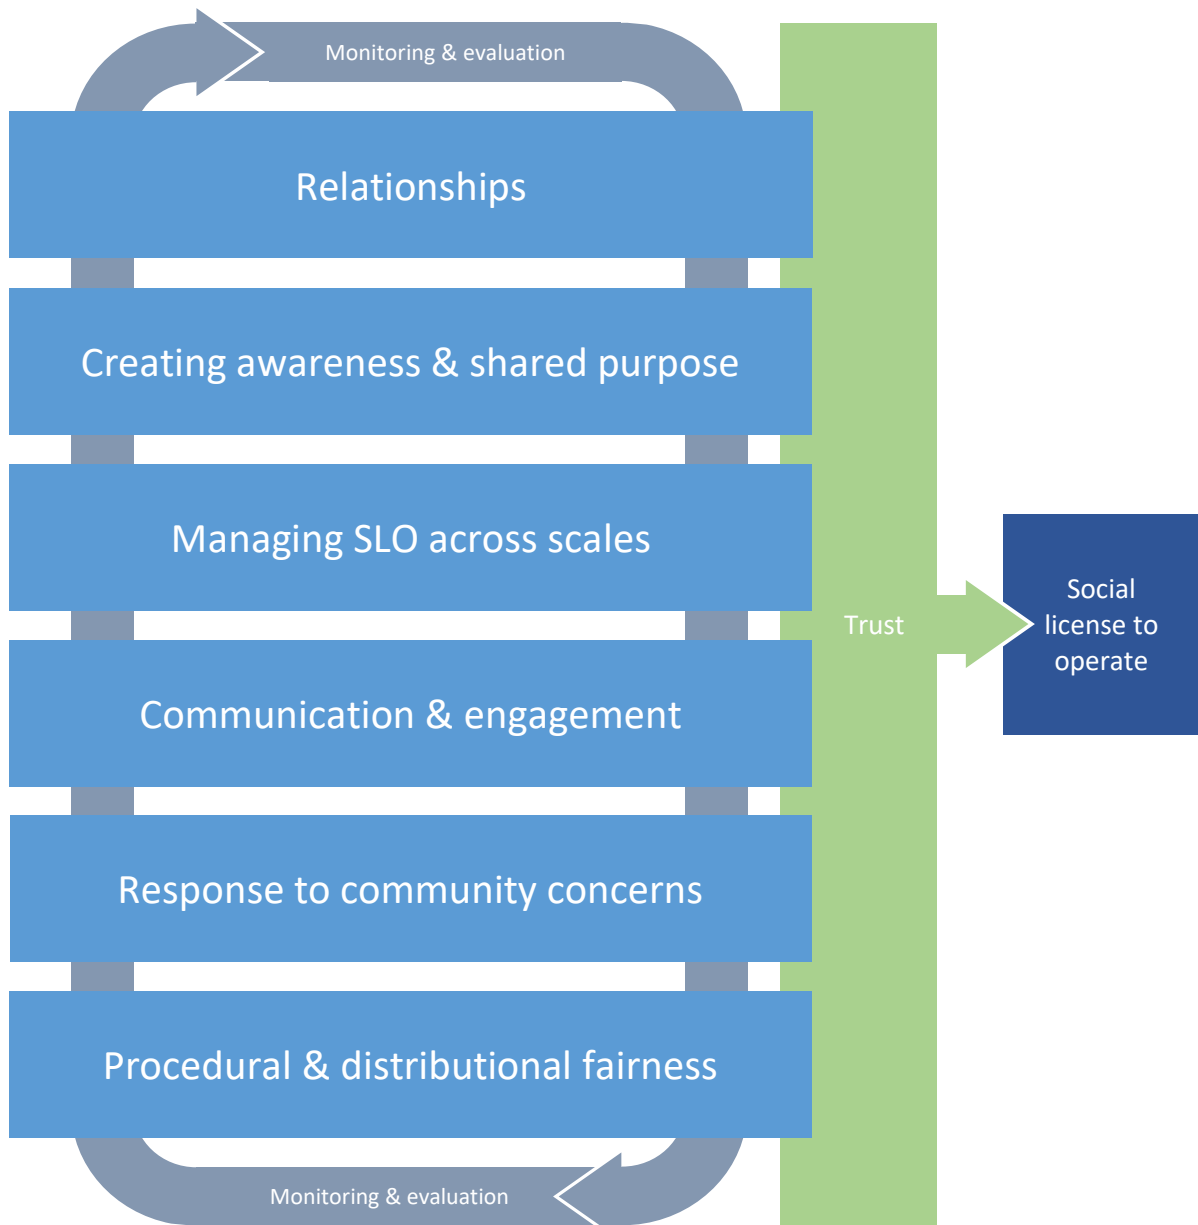 Monitoring & evaluation
Relationships
Creating awareness & shared purpose
Managing SLO across scales
Communication & engagement
Response to community concerns
Procedural & distributional fairness
Monitoring & evaluation
Trust
Social
license to
operate